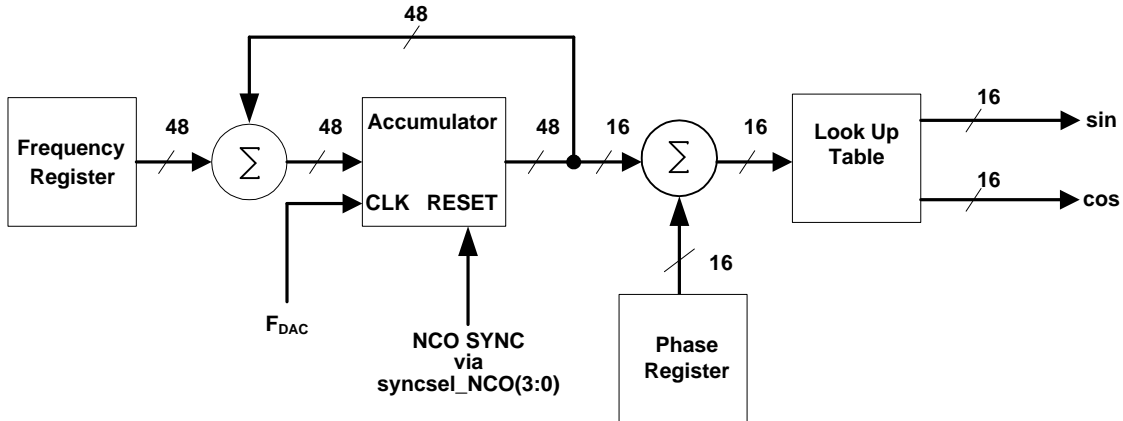 48
Frequency
Register
48
Σ
48
Accumulator
CLK RESET
48
16
Σ
16
Look Up
Table
16
sin
16
cos
F_DAC
NCO SYNC
via
syncsel_NCO(3:0)
16
Phase
Register